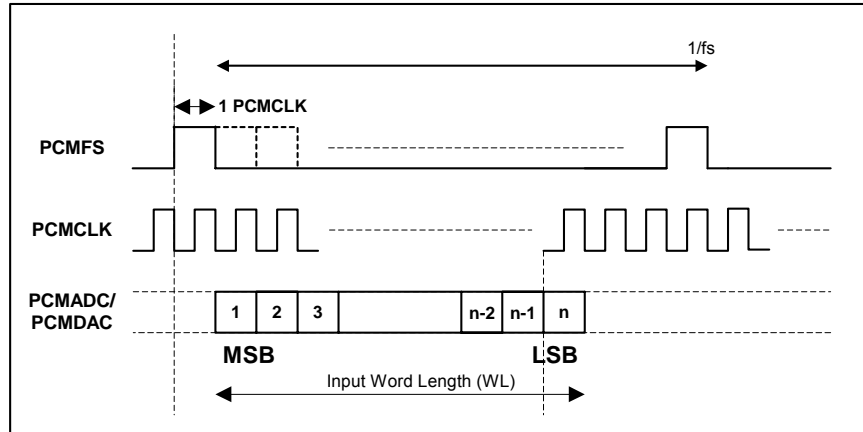 1/fs
1 PCMCLK
PCMFS
PCMCLK
PCMADC/
PCMDAC
1 2 3 n-2 n-1 n
MSB LSB
Input Word Length (WL)